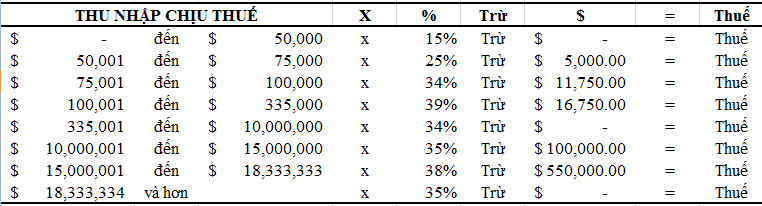 THU NHẬP CHỊU THUẾ X % Trừ $ = Thuế
$ - đến $ 50,000 x 15% Trừ $ - = Thuế
$ 50,001 đến $ 75,000 x 25% Trừ $ 5,000.00 = Thuế
$ 75,001 đến $ 100,000 x 34% Trừ $ 11,750.00 = Thuế
$ 100,001 đến $ 335,000 x 39% Trừ $ 16,750.00 = Thuế
$ 335,001 đến $ 10,000,000 x 34% Trừ $ - = Thuế
$ 10,000,001 đến $ 15,000,000 x 35% Trừ $ 100,000.00 = Thuế
$ 15,000,001 đến $ 18,333,333 x 38% Trừ $ 550,000.00 = Thuế
$ 18,333,334 và hơn x 35% Trừ $ - = Thuế